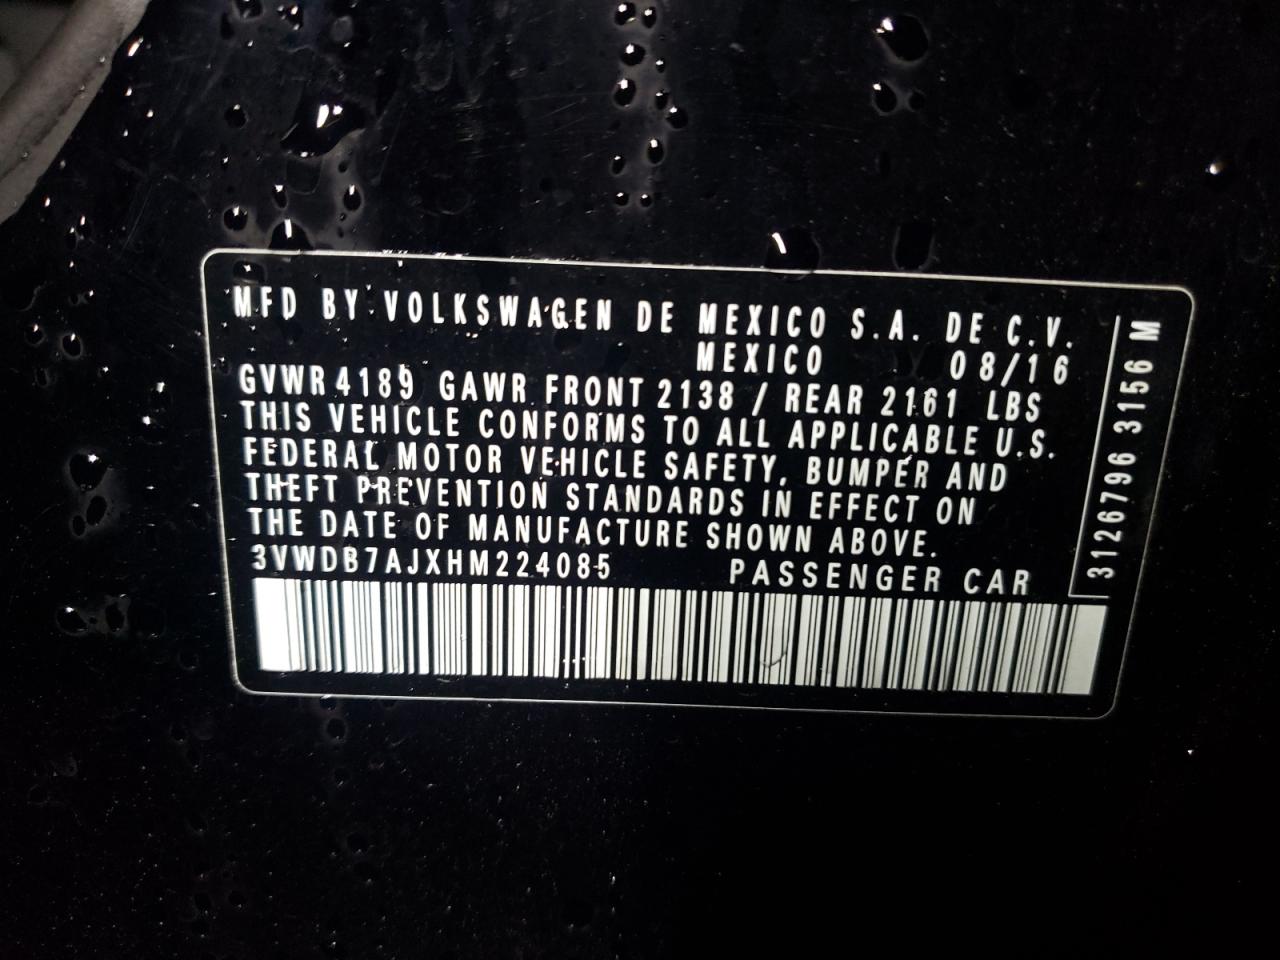 MFD BY VOLKSWAGEN DE MEXICO S.A. DE C.V.
MEXICO 08/16
GVWR 4189 GAWR FRONT 2138 / REAR 2161 LBS
THIS VEHICLE CONFORMS TO ALL APPLICABLE U.S.
FEDERAL MOTOR VEHICLE SAFETY, BUMPER AND
THEFT PREVENTION STANDARDS IN EFFECT ON
THE DATE OF MANUFACTURE SHOWN ABOVE.
3VWDB7AJXHM224085 PASSENGER CAR
3126796 3156 M